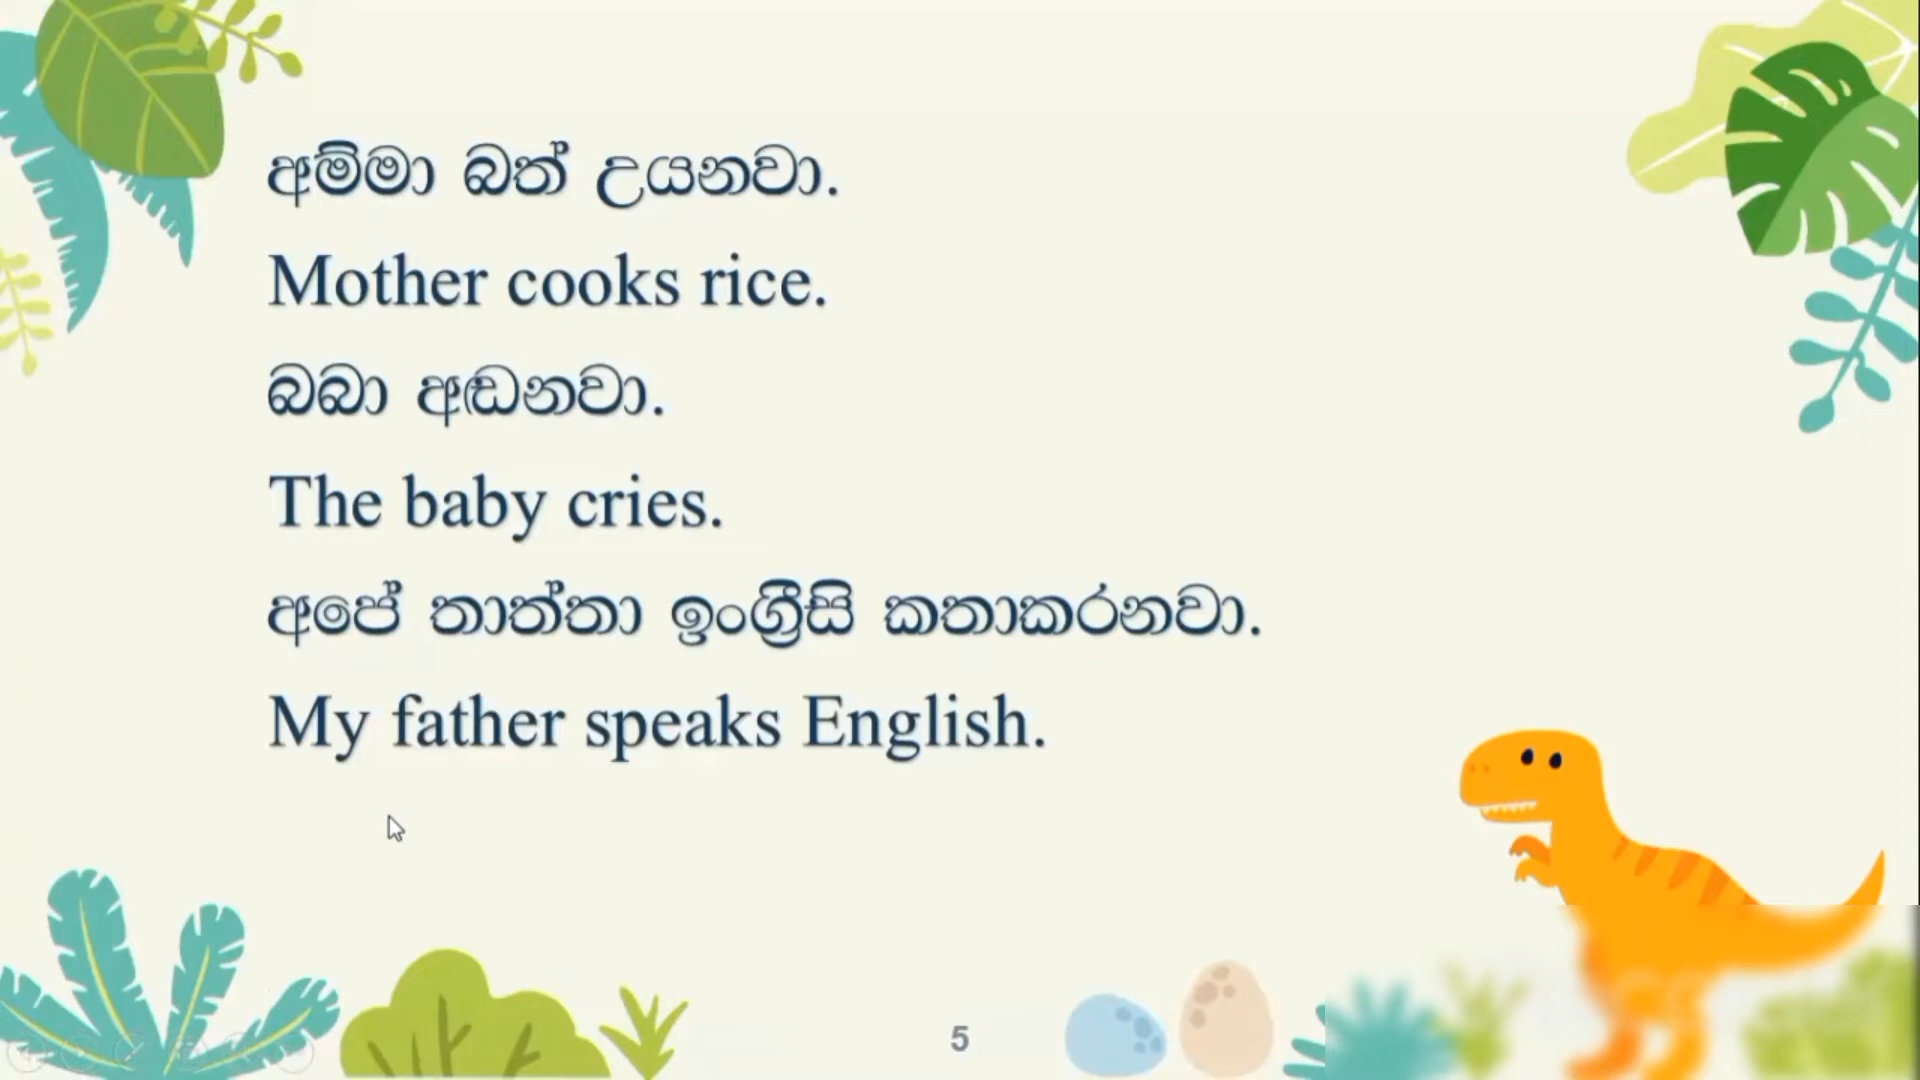 අම්මා බත් උයනවා.
Mother cooks rice.
බබා අඬනවා.
The baby cries.
අපේ තාත්තා ඉංග්‍රීසි කතාකරනවා.
My father speaks English.
5